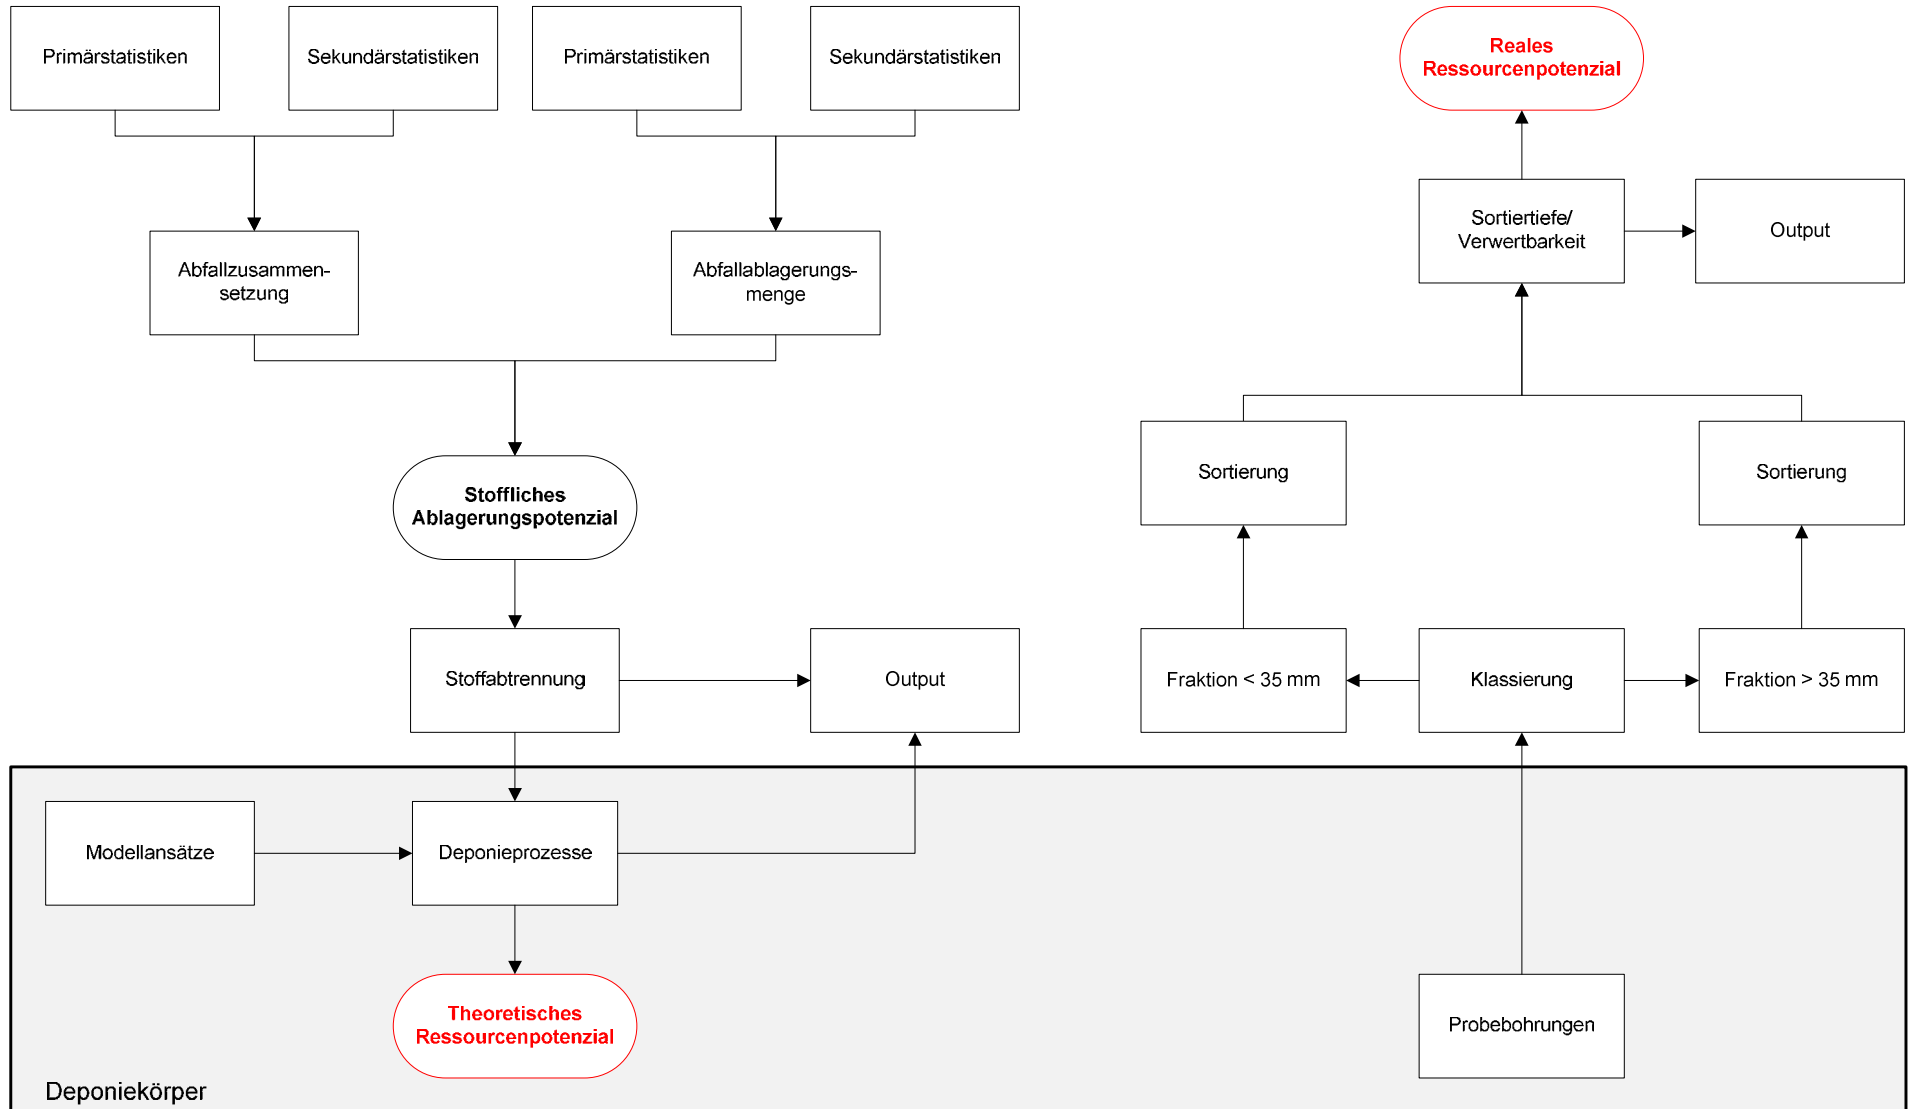 Primärstatistiken
Sekundärstatistiken
Primärstatistiken
Sekundärstatistiken
Reales
Ressourcenpotenzial
Sortiertiefe/
Verwertbarkeit
Output
Abfallzusammen-
setzung
Abfallablagerungs-
menge
Sortierung
Sortierung
Stoffliches
Ablagerungspotenzial
Stoffabtrennung
Output
Fraktion < 35 mm
Klassierung
Fraktion > 35 mm
Modellansätze
Deponieprozesse
Theoretisches
Ressourcenpotenzial
Probebohrungen
Deponiekörper